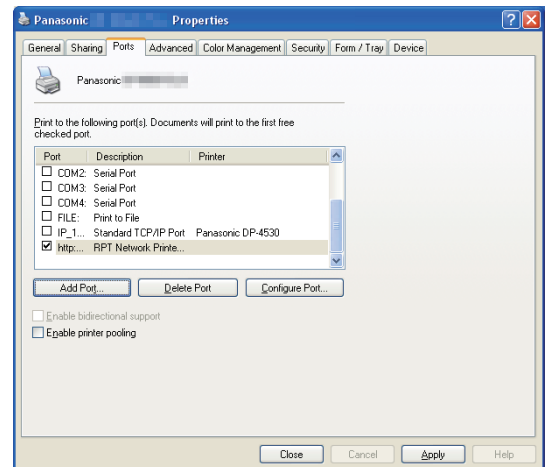 Panasonic Properties
General Sharing Ports Advanced Color Management Security Form / Tray Device
Panasonic
Print to the following port(s). Documents will print to the first free
checked port.
Port Description Printer
COM2: Serial Port
COM3: Serial Port
COM4: Serial Port
FILE: Print to File
IP_1... Standard TCP/IP Port Panasonic DP-4530
http:... RPT Network Printe...
Add Port... Delete Port Configure Port...
Enable bidirectional support
Enable printer pooling
Close Cancel Apply Help